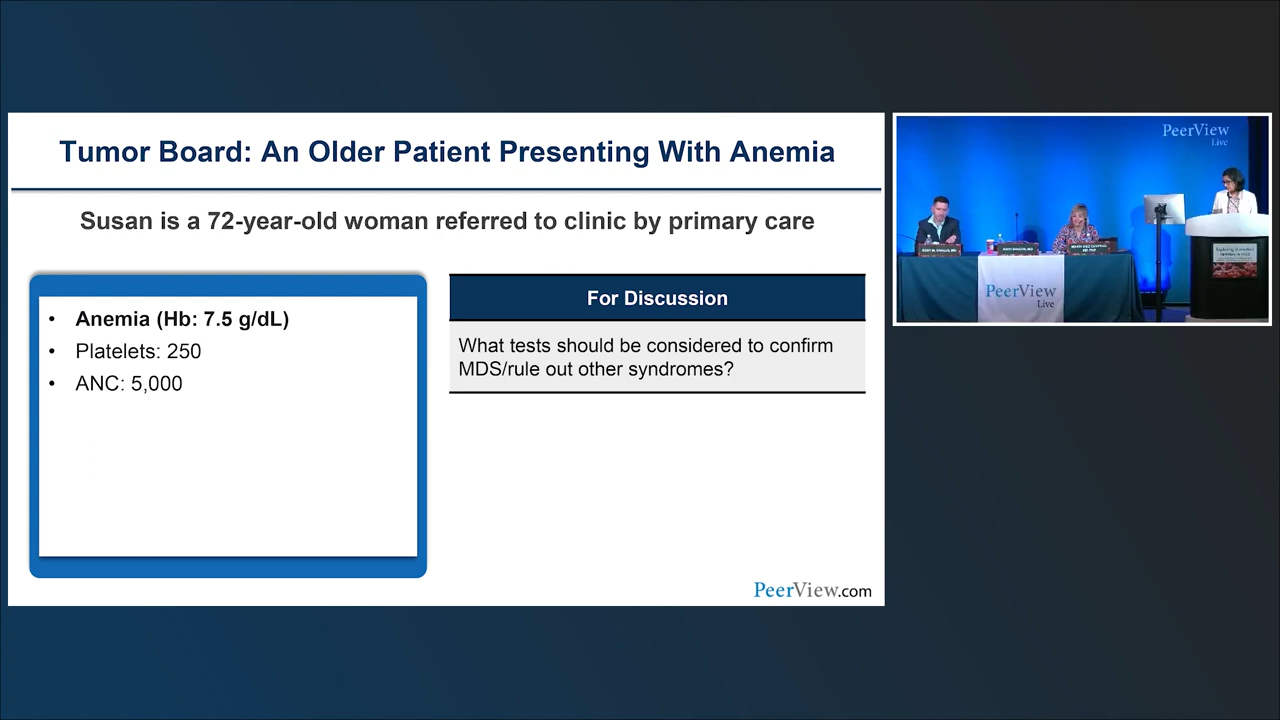 Tumor Board: An Older Patient Presenting With Anemia
Susan is a 72-year-old woman referred to clinic by primary care
• Anemia (Hb: 7.5 g/dL)
• Platelets: 250
• ANC: 5,000
For Discussion
What tests should be considered to confirm
MDS/rule out other syndromes?
PeerView.com
PeerView
Live
PeerView
Live